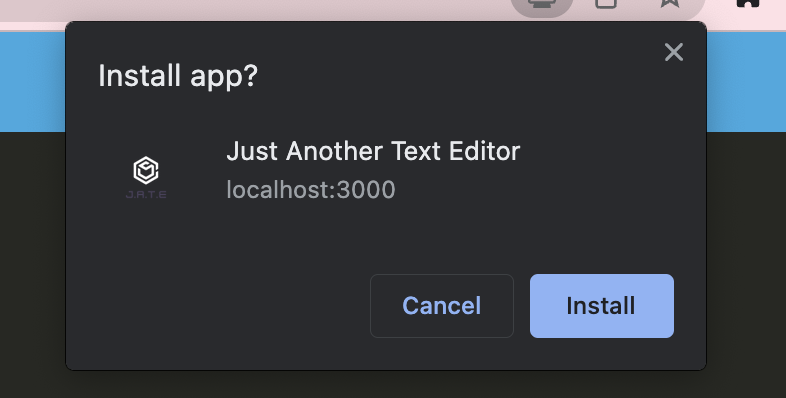 Install app?
Just Another Text Editor
J.A.T.E
localhost:3000
Cancel
Install